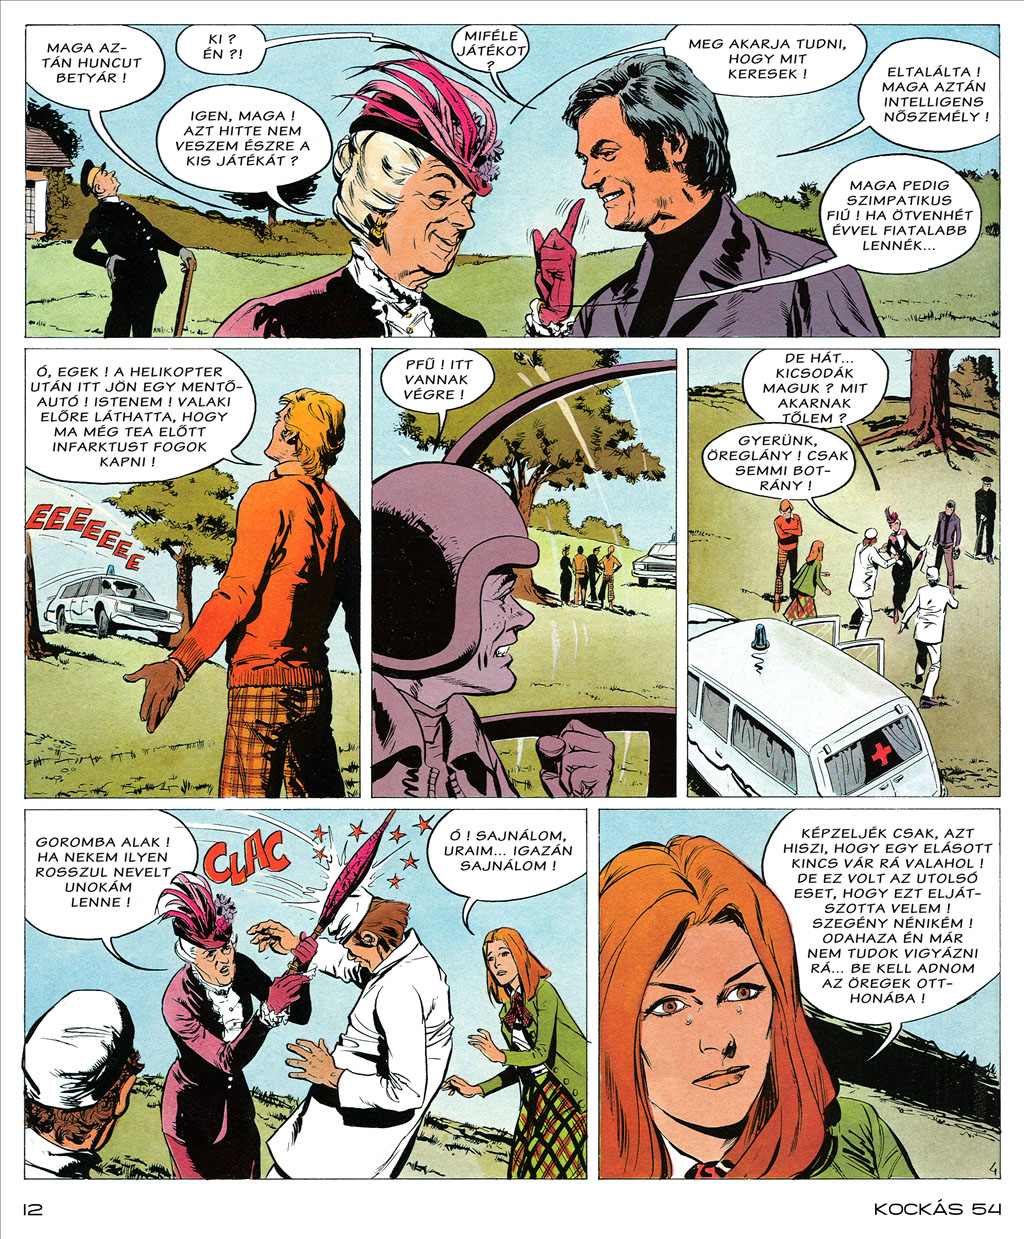 MAGA AZ-
TÁN HUNCUT
BETYÁR !
KI ?
ÉN ?!
IGEN, MAGA !
AZT HITTE NEM
VESZEM ÉSZRE A
KIS JÁTÉKÁT ?
MIFÉLE
JÁTÉKOT
?
MEG AKARJA TUDNI,
HOGY MIT
KERESEK !
ELTALÁLTA !
MAGA AZTÁN
INTELLIGENS
NŐSZEMÉLY !
MAGA PEDIG
SZIMPATIKUS
FIÚ ! HA ÖTVENHÉT
ÉVVEL FIATALABB
LENNÉK...
Ó, EGEK ! A HELIKOPTER
UTÁN ITT JÖN EGY MENTŐ-
AUTÓ ! ISTENEM ! VALAKI
ELŐRE LÁTHATTA, HOGY
MA MÉG TEA ELŐTT
INFARKTUST FOGOK
KAPNI !
EEEEEEE
PFŰ ! ITT
VANNAK
VÉGRE !
DE HÁT...
KICSODÁK
MAGUK ? MIT
AKARNAK
TŐLEM ?
GYERÜNK,
ÖREGLÁNY ! CSAK
SEMMI BOT-
RÁNY !
GOROMBA ALAK !
HA NEKEM ILYEN
ROSSZUL NEVELT
UNOKÁM
LENNE !
CLAC
Ó ! SAJNÁLOM,
URAIM... IGAZÁN
SAJNÁLOM !
KÉPZELJÉK CSAK, AZT
HISZI, HOGY EGY ELÁSOTT
KINCS VÁR RÁ VALAHOL !
DE EZ VOLT AZ UTOLSÓ
ESET, HOGY EZT ELJÁT-
SZOTTA VELEM !
SZEGÉNY NÉNIKÉM !
ODAHAZA ÉN MÁR
NEM TUDOK VIGYÁZNI
RÁ... BE KELL ADNOM
AZ ÖREGEK OTT-
HONÁBA !
4
12
KOCKÁS 54